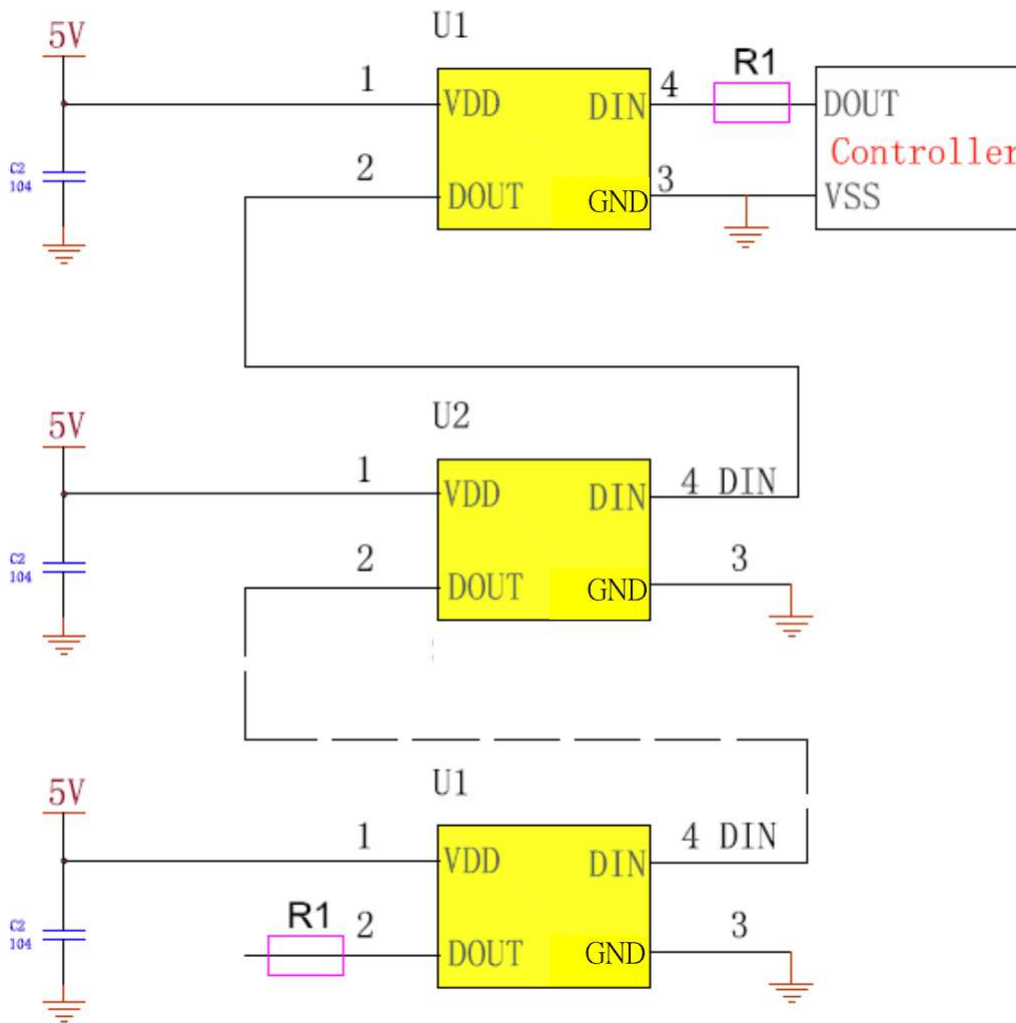 U1
5V
R1
1
4
VDD
DIN
DOUT
Controller
C2
104
2
3
DOUT
GND
VSS
U2
5V
1
4 DIN
VDD
DIN
C2
104
2
3
DOUT
GND
U1
5V
1
4 DIN
VDD
DIN
R1
C2
104
2
3
DOUT
GND